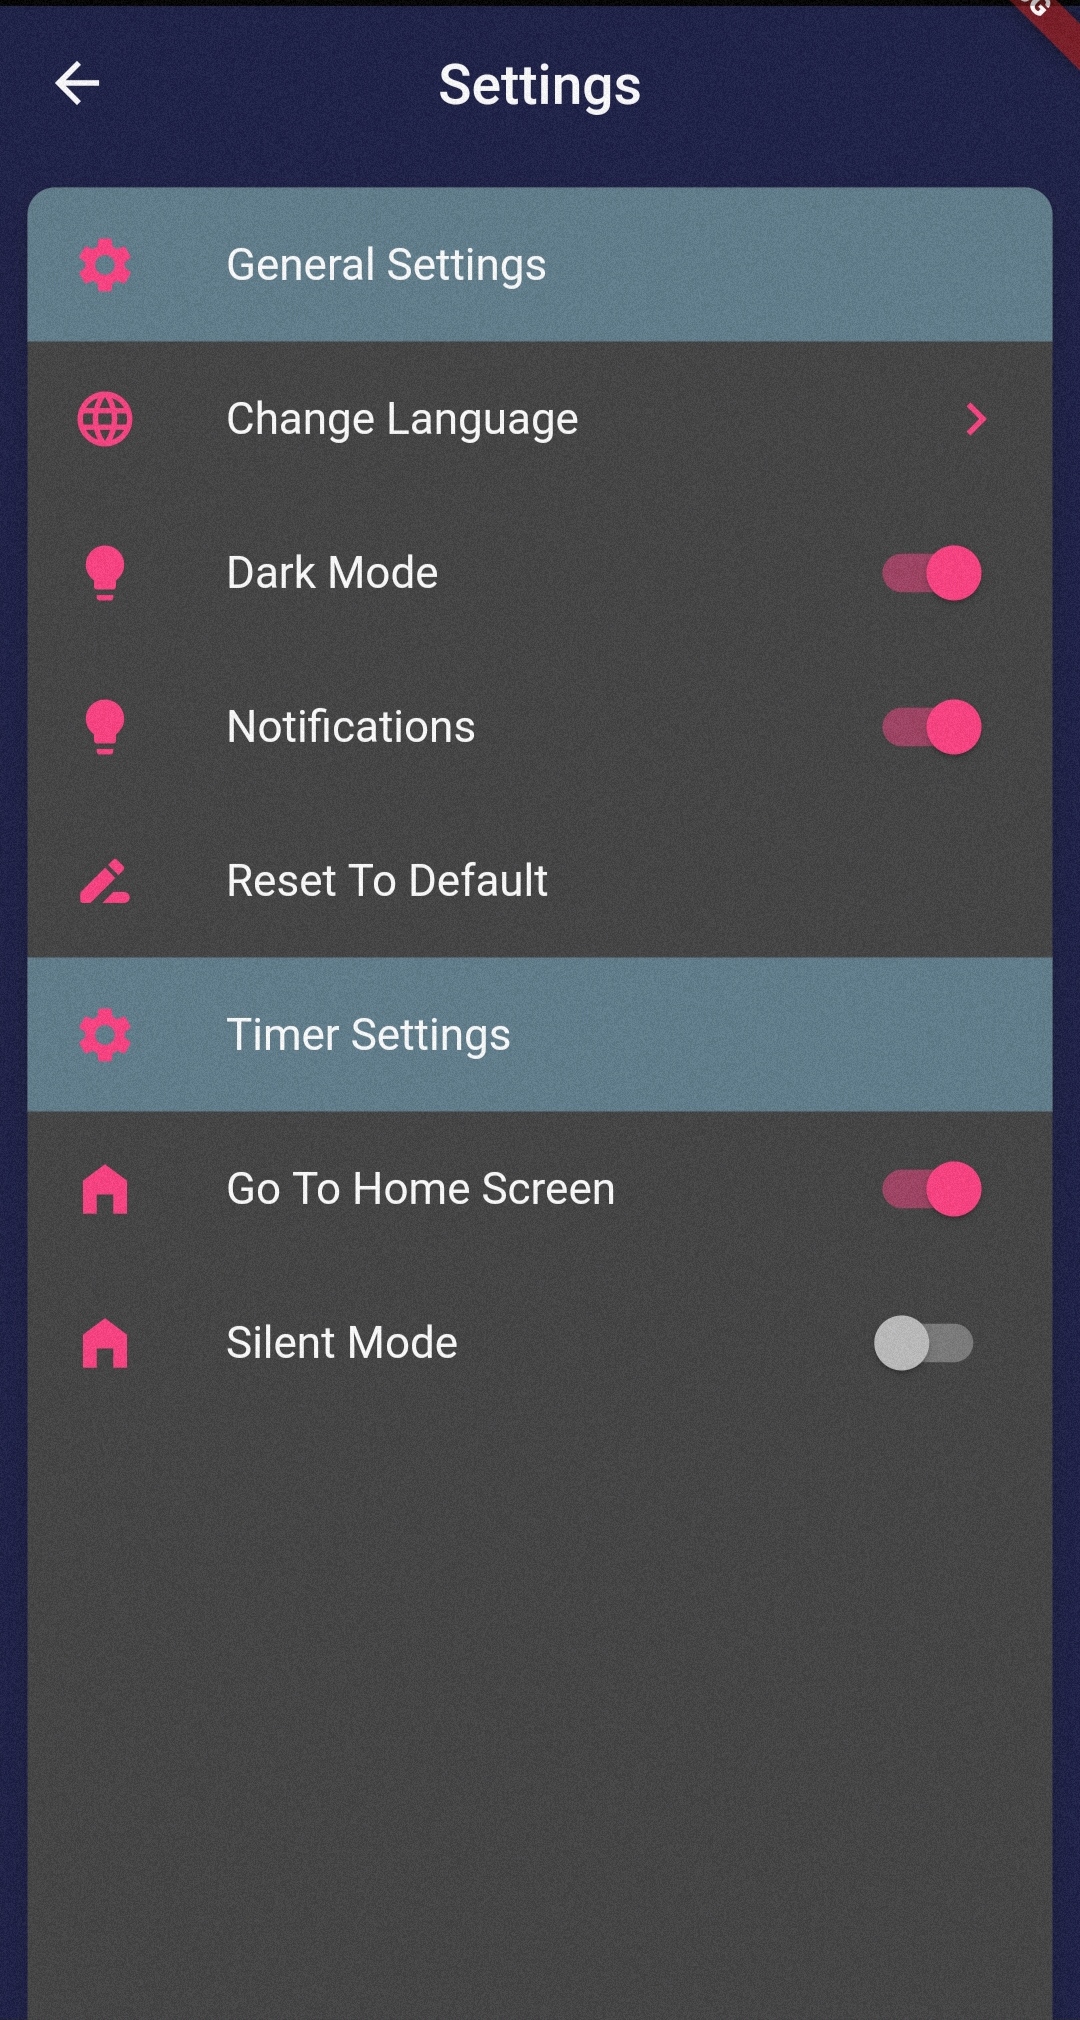 Settings
General Settings
Change Language
Dark Mode
Notifications
Reset To Default
Timer Settings
Go To Home Screen
Silent Mode